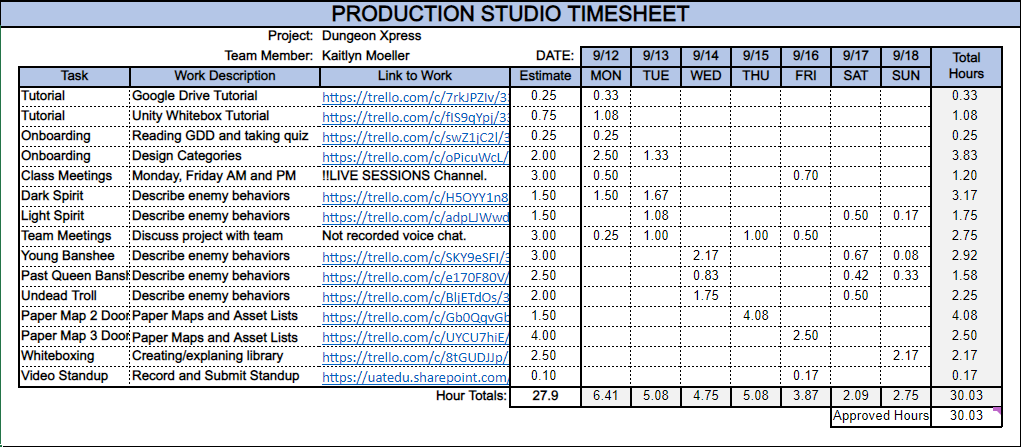 PRODUCTION STUDIO TIMESHEET
Project: Dungeon Xpress
Team Member: Kaitlyn Moeller DATE: 9/12 9/13 9/14 9/15 9/16 9/17 9/18 Total Hours
Task Work Description Link to Work Estimate MON TUE WED THU FRI SAT SUN
Tutorial Google Drive Tutorial https://trello.com/c/7rkJPZIv/3 0.25 0.33 0.33
Tutorial Unity Whitebox Tutorial https://trello.com/c/fIS9qYpj/3 0.75 1.08 1.08
Onboarding Reading GDD and taking quiz https://trello.com/c/swZ1jC2l/3 0.25 0.25 0.25
Onboarding Design Categories https://trello.com/c/oPicuWcL/ 2.00 2.50 1.33 3.83
Class Meetings Monday, Friday AM and PM !!LIVE SESSIONS Channel. 3.00 0.50 0.70 1.20
Dark Spirit Describe enemy behaviors https://trello.com/c/H5OYY1n8 1.50 1.50 1.67 3.17
Light Spirit Describe enemy behaviors https://trello.com/c/adpLJWwd 1.50 1.08 0.50 0.17 1.75
Team Meetings Discuss project with team Not recorded voice chat. 3.00 0.25 1.00 1.00 0.50 2.75
Young Banshee Describe enemy behaviors https://trello.com/c/SKY9eSFI/3 3.00 2.17 0.67 0.08 2.92
Past Queen Bansh Describe enemy behaviors https://trello.com/c/e170F80V/ 2.50 0.83 0.42 0.33 1.58
Undead Troll Describe enemy behaviors https://trello.com/c/BljETdOs/3 2.00 1.75 0.50 2.25
Paper Map 2 Door Paper Maps and Asset Lists https://trello.com/c/Gb0QqvGb 1.50 4.08 4.08
Paper Map 3 Door Paper Maps and Asset Lists https://trello.com/c/UYCU7hiE/ 4.00 2.50 2.50
Whiteboxing Creating/explaning library https://trello.com/c/8tGUDJJp/ 2.50 2.17 2.17
Video Standup Record and Submit Standup https://uatedu.sharepoint.com/ 0.10 0.17 0.17
Hour Totals: 27.9 6.41 5.08 4.75 5.08 3.87 2.09 2.75 30.03
Approved Hours 30.03